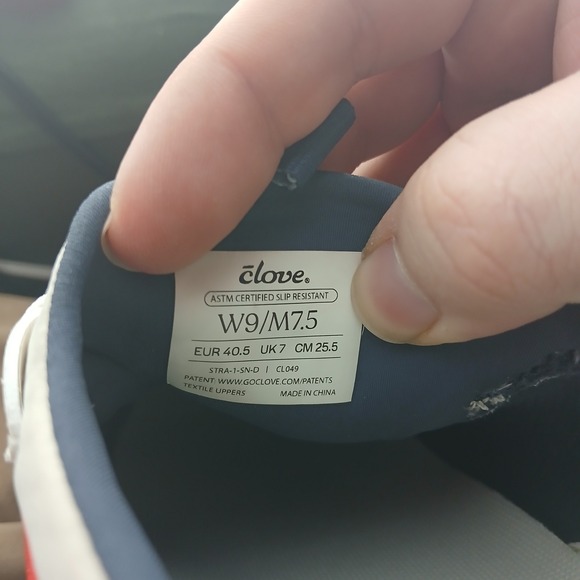 clove®
ASTM CERTIFIED SLIP RESISTANT
W9/M7.5
EUR 40.5 UK 7 CM 25.5
STRA-1-SN-D | CL049
PATENT: WWW.GOCLOVE.COM/PATENTS
TEXTILE UPPERS MADE IN CHINA